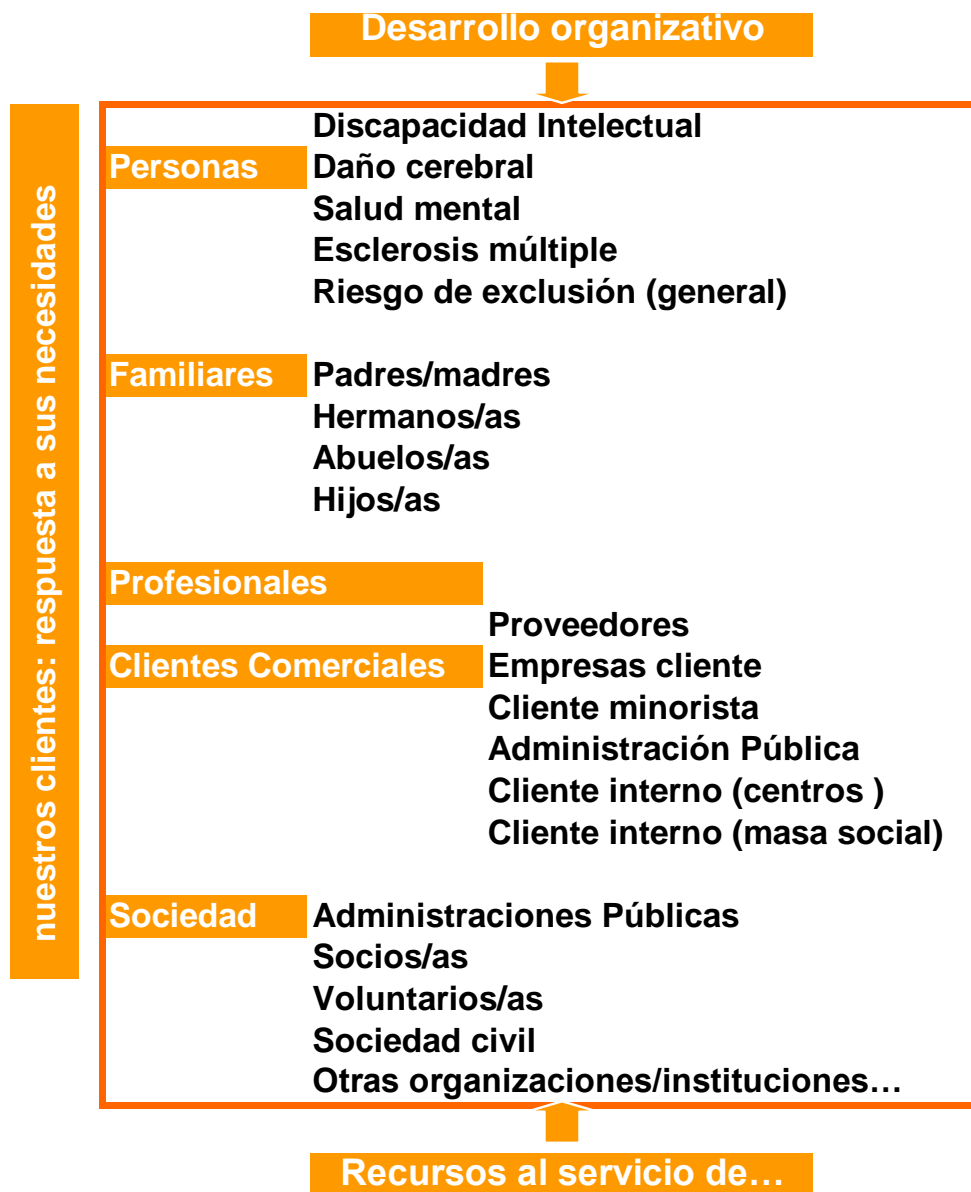 Desarrollo organizativo
nuestros clientes: respuesta a sus necesidades
Discapacidad Intelectual
Personas Daño cerebral
Salud mental
Esclerosis múltiple
Riesgo de exclusión (general)
Familiares Padres/madres
Hermanos/as
Abuelos/as
Hijos/as
Profesionales
Proveedores
Clientes Comerciales Empresas cliente
Cliente minorista
Administración Pública
Cliente interno (centros )
Cliente interno (masa social)
Sociedad Administraciones Públicas
Socios/as
Voluntarios/as
Sociedad civil
Otras organizaciones/instituciones…
Recursos al servicio de…